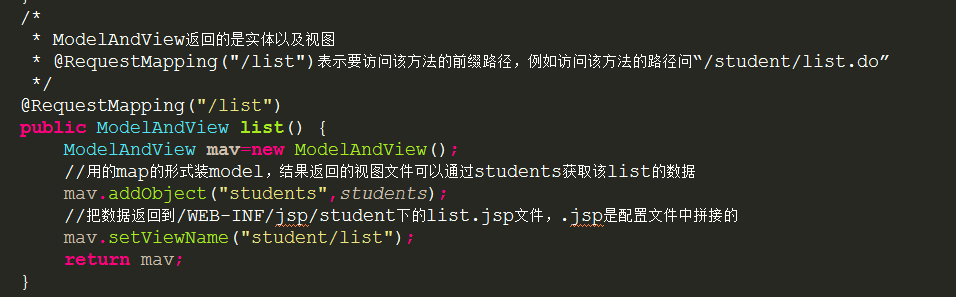 }
/*
 * ModelAndView返回的是实体以及视图
 * @RequestMapping("/list")表示要访问该方法的前缀路径，例如访问该方法的路径问“/student/list.do”
 */
@RequestMapping("/list")
public ModelAndView list() {
    ModelAndView mav=new ModelAndView();
    //用的map的形式装model，结果返回的视图文件可以通过students获取该list的数据
    mav.addObject("students",students);
    //把数据返回到/WEB-INF/jsp/student下的list.jsp文件，.jsp是配置文件中拼接的
    mav.setViewName("student/list");
    return mav;
}